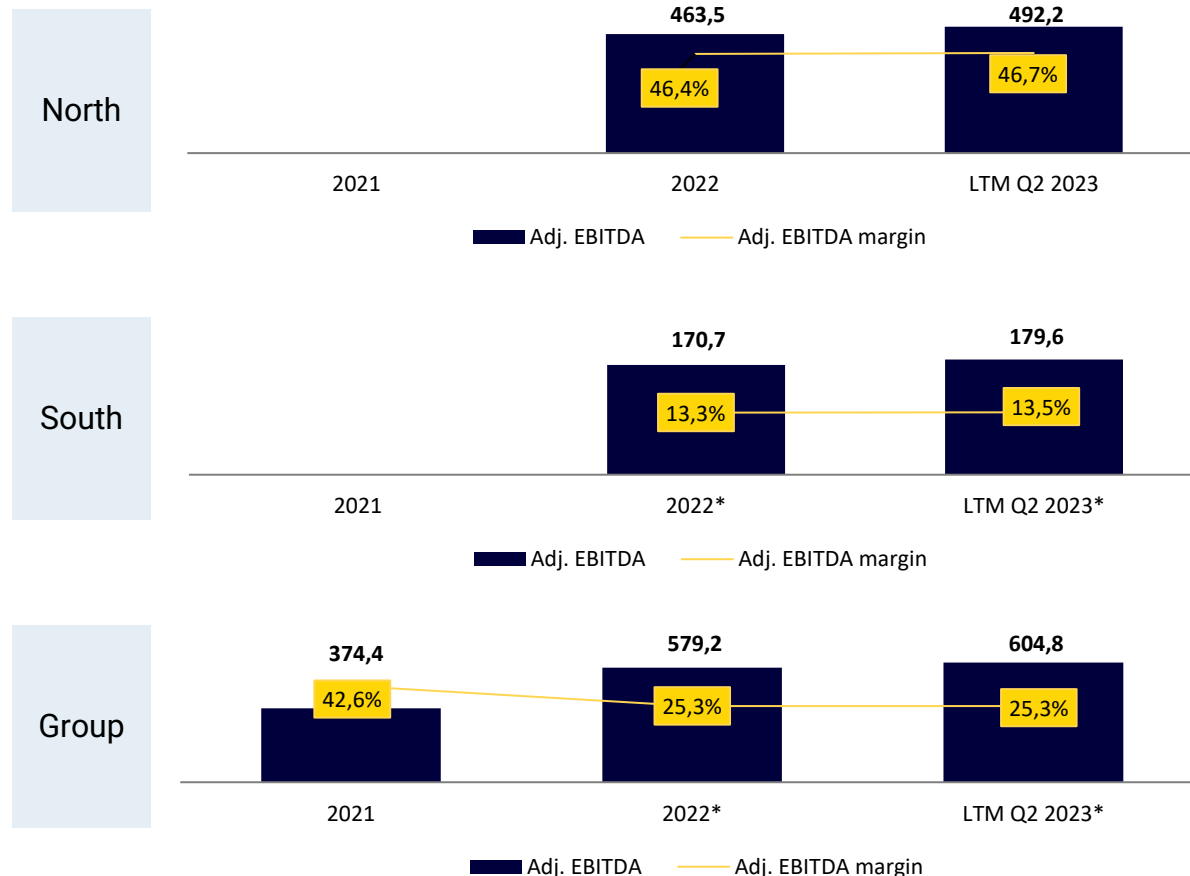 North
463,5 492,2
46,4% 46,7%
2021 2022 LTM Q2 2023
Adj. EBITDA Adj. EBITDA margin
South
170,7 179,6
13,3% 13,5%
2021 2022* LTM Q2 2023*
Adj. EBITDA Adj. EBITDA margin
Group
374,4 579,2 604,8
42,6% 25,3% 25,3%
2021 2022* LTM Q2 2023*
Adj. EBITDA Adj. EBITDA margin